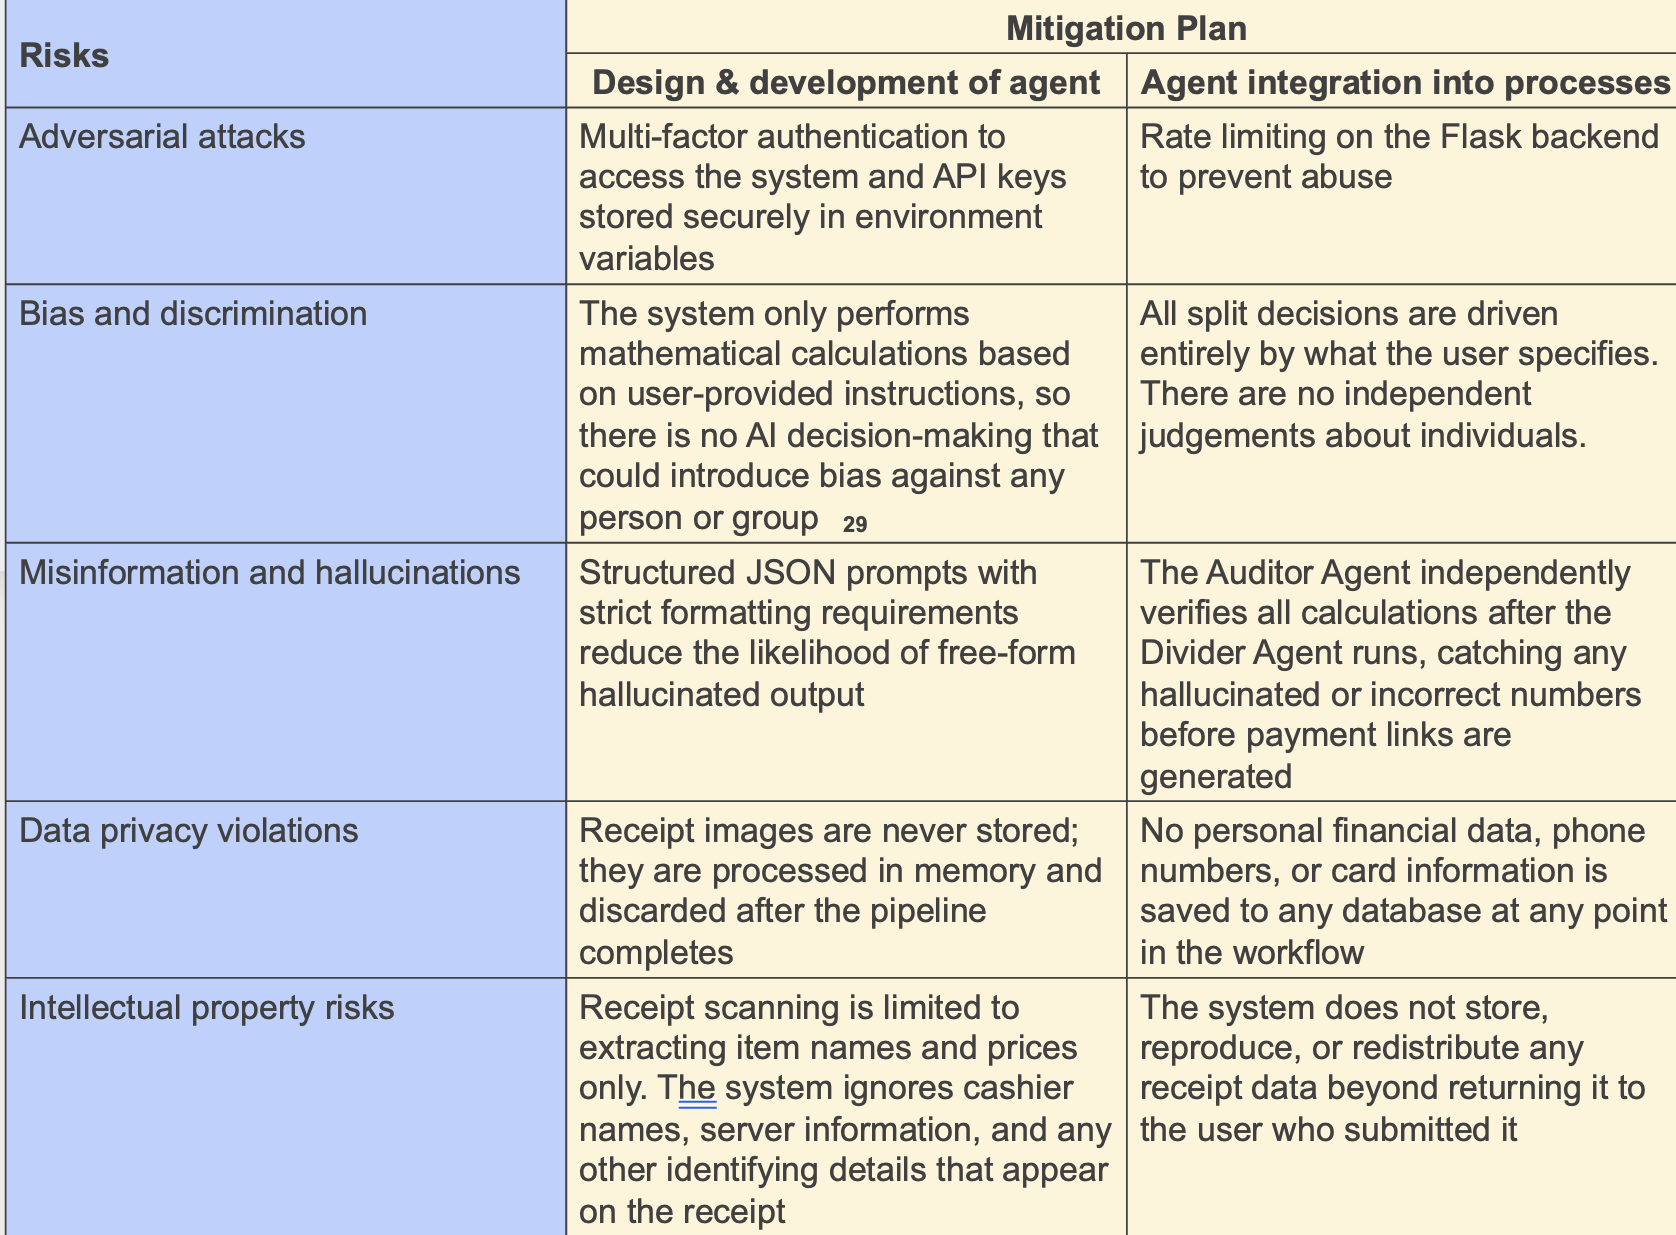 Risks
Mitigation Plan
Design & development of agent
Agent integration into processes
Adversarial attacks
Multi-factor authentication to
access the system and API keys
stored securely in environment
variables
Rate limiting on the Flask backend
to prevent abuse
Bias and discrimination
The system only performs
mathematical calculations based
on user-provided instructions, so
there is no AI decision-making that
could introduce bias against any
person or group
29
All split decisions are driven
entirely by what the user specifies.
There are no independent
judgements about individuals.
Misinformation and hallucinations
Structured JSON prompts with
strict formatting requirements
reduce the likelihood of free-form
hallucinated output
The Auditor Agent independently
verifies all calculations after the
Divider Agent runs, catching any
hallucinated or incorrect numbers
before payment links are
generated
Data privacy violations
Receipt images are never stored;
they are processed in memory and
discarded after the pipeline
completes
No personal financial data, phone
numbers, or card information is
saved to any database at any point
in the workflow
Intellectual property risks
Receipt scanning is limited to
extracting item names and prices
only. The system ignores cashier
names, server information, and any
other identifying details that appear
on the receipt
The system does not store,
reproduce, or redistribute any
receipt data beyond returning it to
the user who submitted it